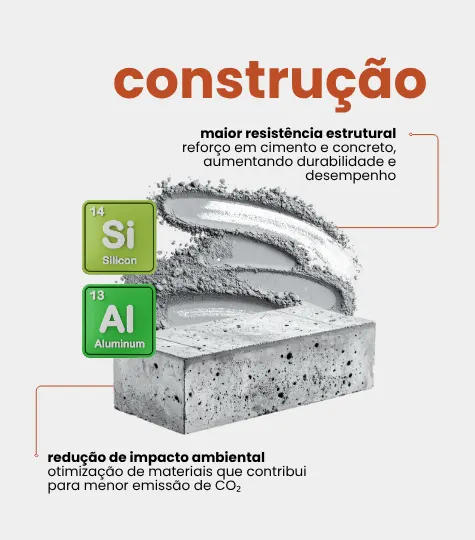 construção
maior resistência estrutural
reforço em cimento e concreto,
aumentando durabilidade e
desempenho
14
Si
Silicon
13
Al
Aluminum
redução de impacto ambiental
otimização de materiais que contribui
para menor emissão de CO₂